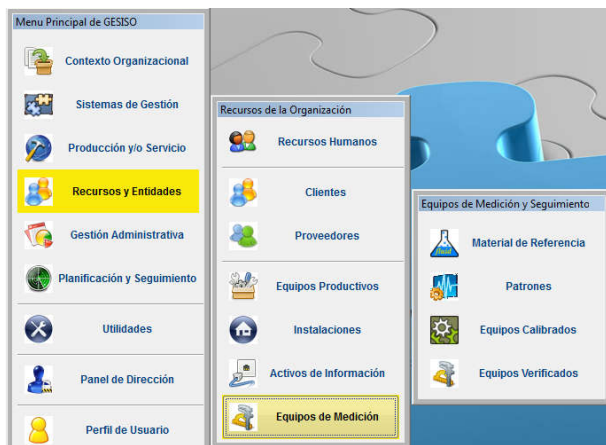 Menu Principal de GESISO
Contexto Organizacional
Sistemas de Gestión
Producción y/o Servicio
Recursos y Entidades
Gestión Administrativa
Planificación y Seguimiento
Utilidades
Panel de Dirección
Perfil de Usuario
Recursos de la Organización
Recursos Humanos
Clientes
Proveedores
Equipos Productivos
Instalaciones
Activos de Información
Equipos de Medición
Equipos de Medición y Seguimiento
fluid
Material de Referencia
Patrones
Equipos Calibrados
Equipos Verificados